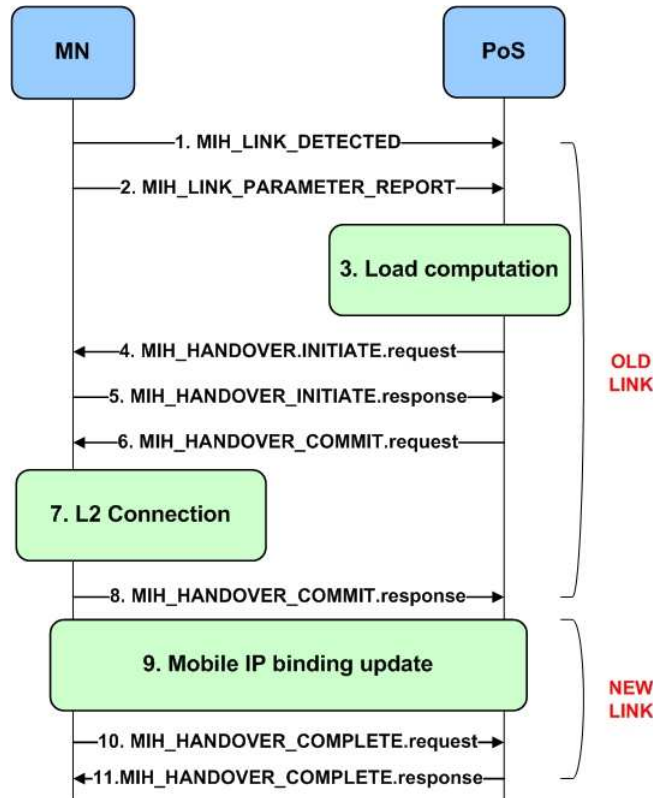 MN
PoS
1. MIH_LINK_DETECTED
2. MIH_LINK_PARAMETER_REPORT
3. Load computation
4. MIH_HANDOVER.INITIATE.request
OLD
LINK
5. MIH_HANDOVER_INITIATE.response
6. MIH_HANDOVER_COMMIT.request
7. L2 Connection
8. MIH_HANDOVER_COMMIT.response
9. Mobile IP binding update
NEW
LINK
10. MIH_HANDOVER_COMPLETE.request
11.MIH_HANDOVER_COMPLETE.response